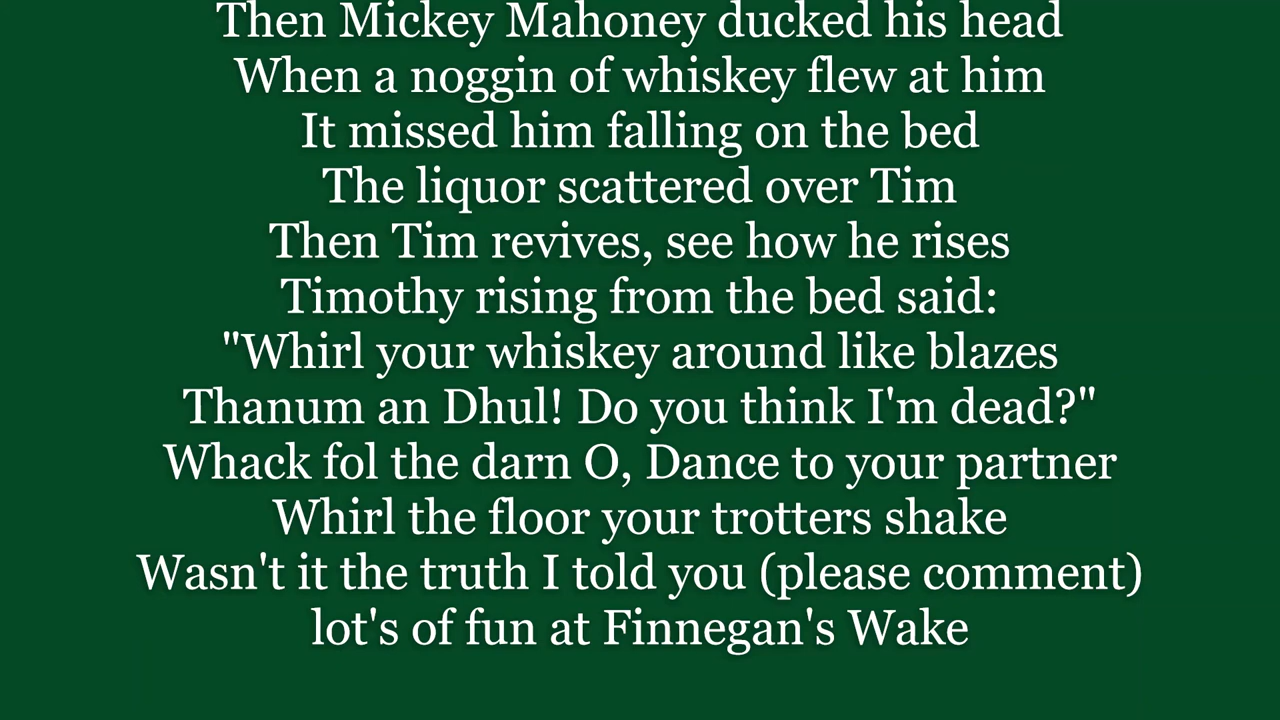 Then Mickey Mahoney ducked his head
When a noggin of whiskey flew at him
It missed him falling on the bed
The liquor scattered over Tim
Then Tim revives, see how he rises
Timothy rising from the bed said:
"Whirl your whiskey around like blazes
Thanum an Dhul! Do you think I'm dead?"
Whack fol the darn O, Dance to your partner
Whirl the floor your trotters shake
Wasn't it the truth I told you (please comment)
lot's of fun at Finnegan's Wake